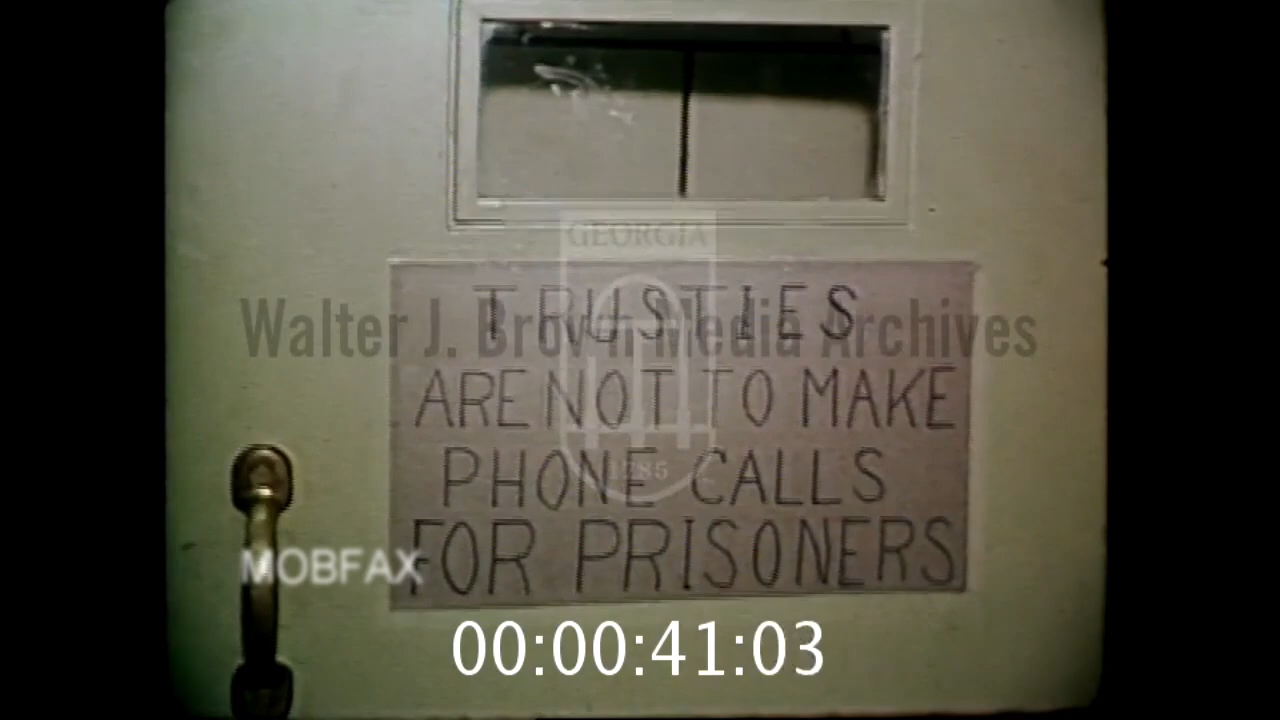 GEORGIA
TRUSTIES
Walter J. Brown Media Archives
ARE NOT TO MAKE
PHONE CALLS
1785
FOR PRISONERS
MOBFAX
00:00:41:03